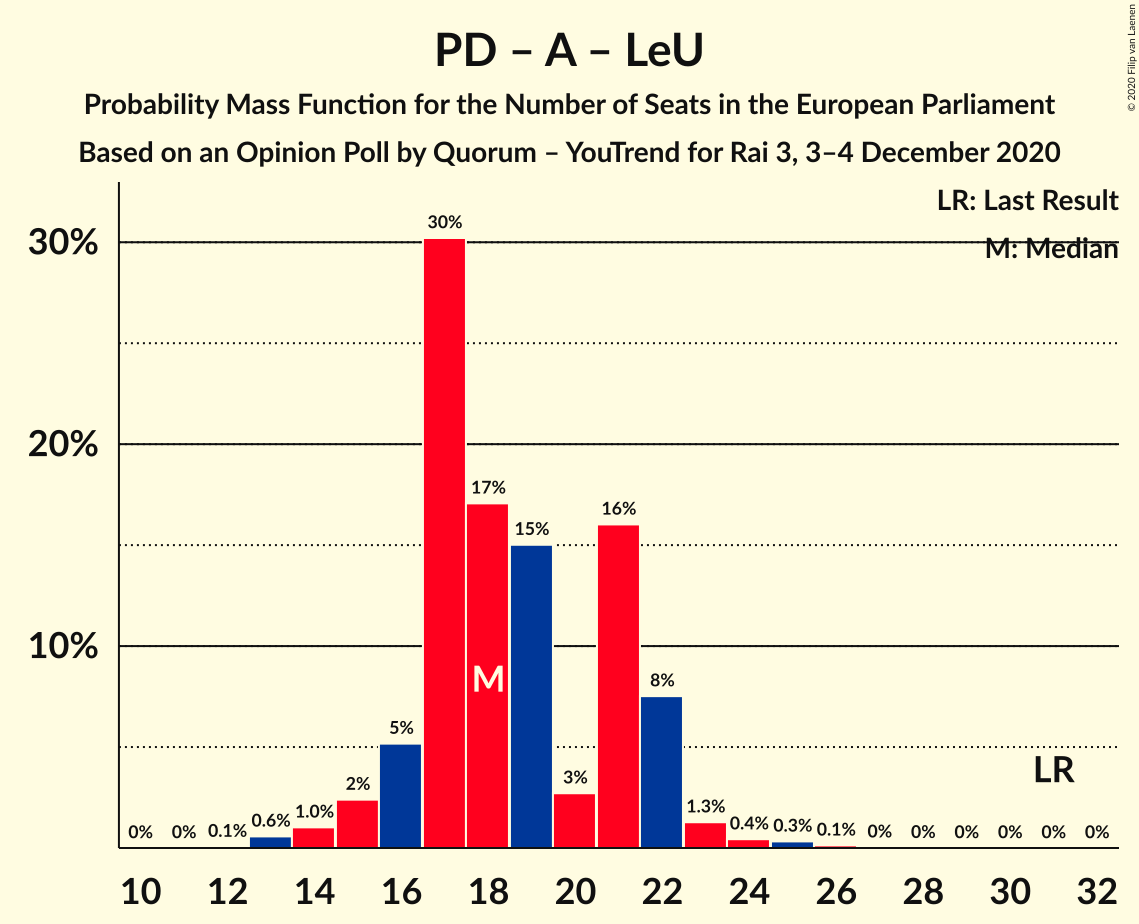 PD – A – LeU
Probability Mass Function for the Number of Seats in the European Parliament
Based on an Opinion Poll by Quorum – YouTrend for Rai 3, 3–4 December 2020
© 2020 Filip van Laenen
LR: Last Result
M: Median
30%
20%
10%
0% 0% 0.1% 0.6% 1.0% 2% 5% 30% 17% 15% 3% 16% 8% 1.3% 0.4% 0.3% 0.1% 0% 0% 0% 0% 0% 0%
M
LR
10 12 14 16 18 20 22 24 26 28 30 32